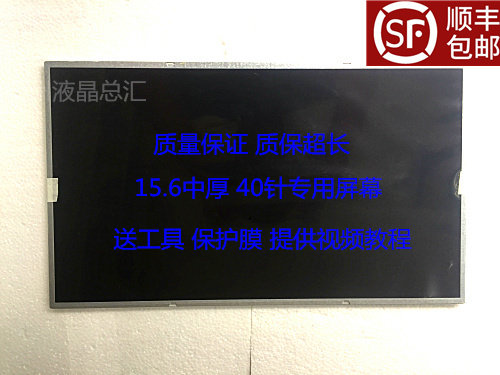 SF 顺丰
包邮
液晶总汇
质量保证 质保超长
15.6中厚 40针专用屏幕
送工具 保护膜 提供视频教程